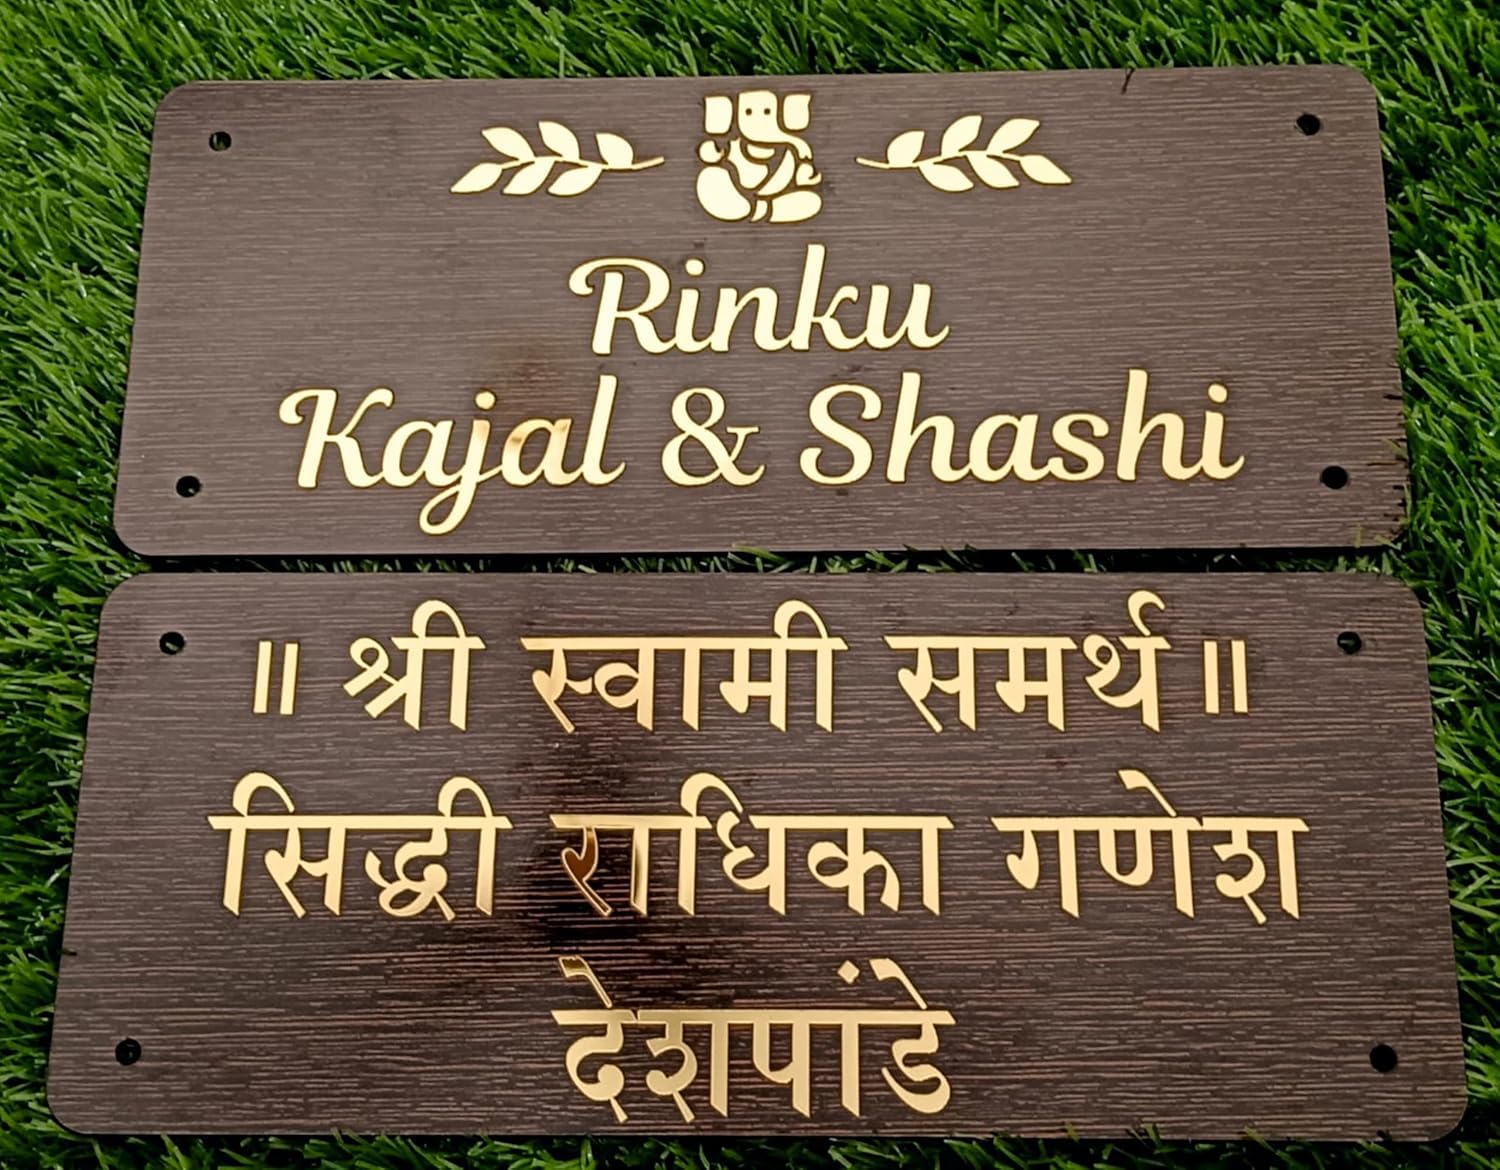 Rinku
Kajal & Shashi
॥ श्री स्वामी समर्थ ॥
सिद्धी राधिका गणेश
देशपांडे